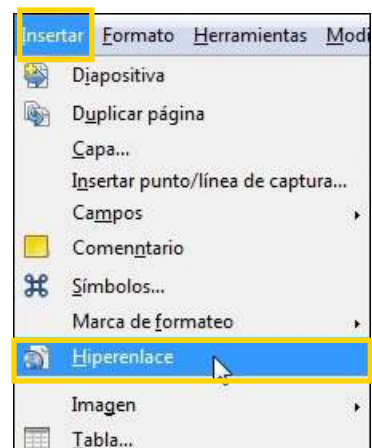 Insertar Formato Herramientas Modi
Diapositiva
Duplicar página
Capa...
Insertar punto/línea de captura...
Campos
Comenntario
Símbolos...
Marca de formateo
Hiperenlace
Imagen
Tabla...